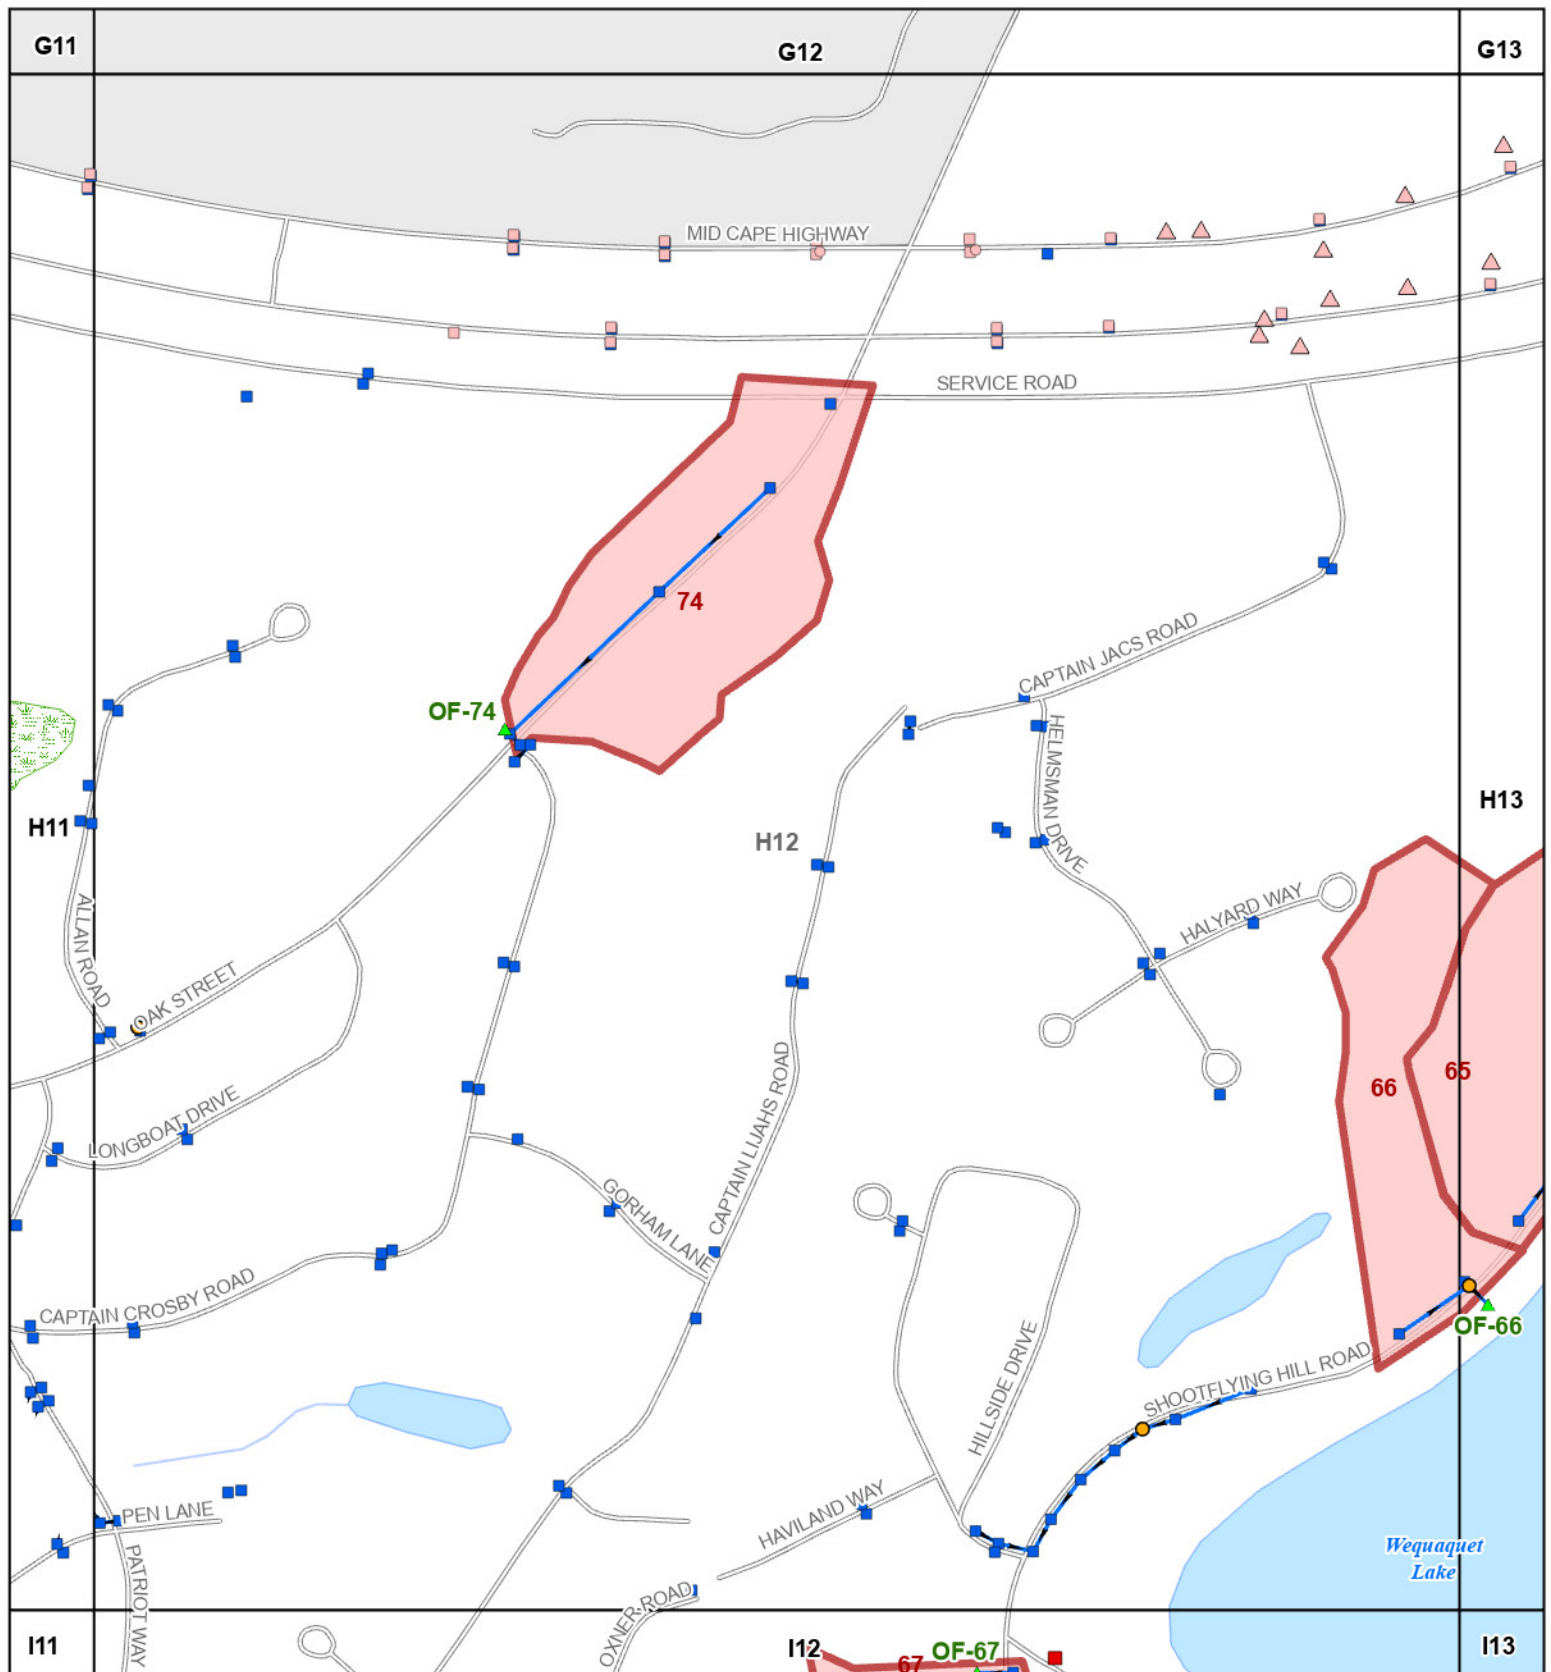 G11
G12
G13
MID CAPE HIGHWAY
SERVICE ROAD
74
CAPTAIN JACS ROAD
OF-74
HELMSMAN DRIVE
H11
H12
H13
ALLAN ROAD
HALYARD WAY
OAK STREET
66
65
LONGBOAT DRIVE
CAPTAIN LIJAHS ROAD
GORHAM LANE
CAPTAIN CROSBY ROAD
OF-66
HILLSIDE DRIVE
SHOOTFLYING HILL ROAD
PEN LANE
HAVILAND WAY
Wequaquet
Lake
PATRIOT WAY
OXNER ROAD
I11
I12
OF-67
67
I13